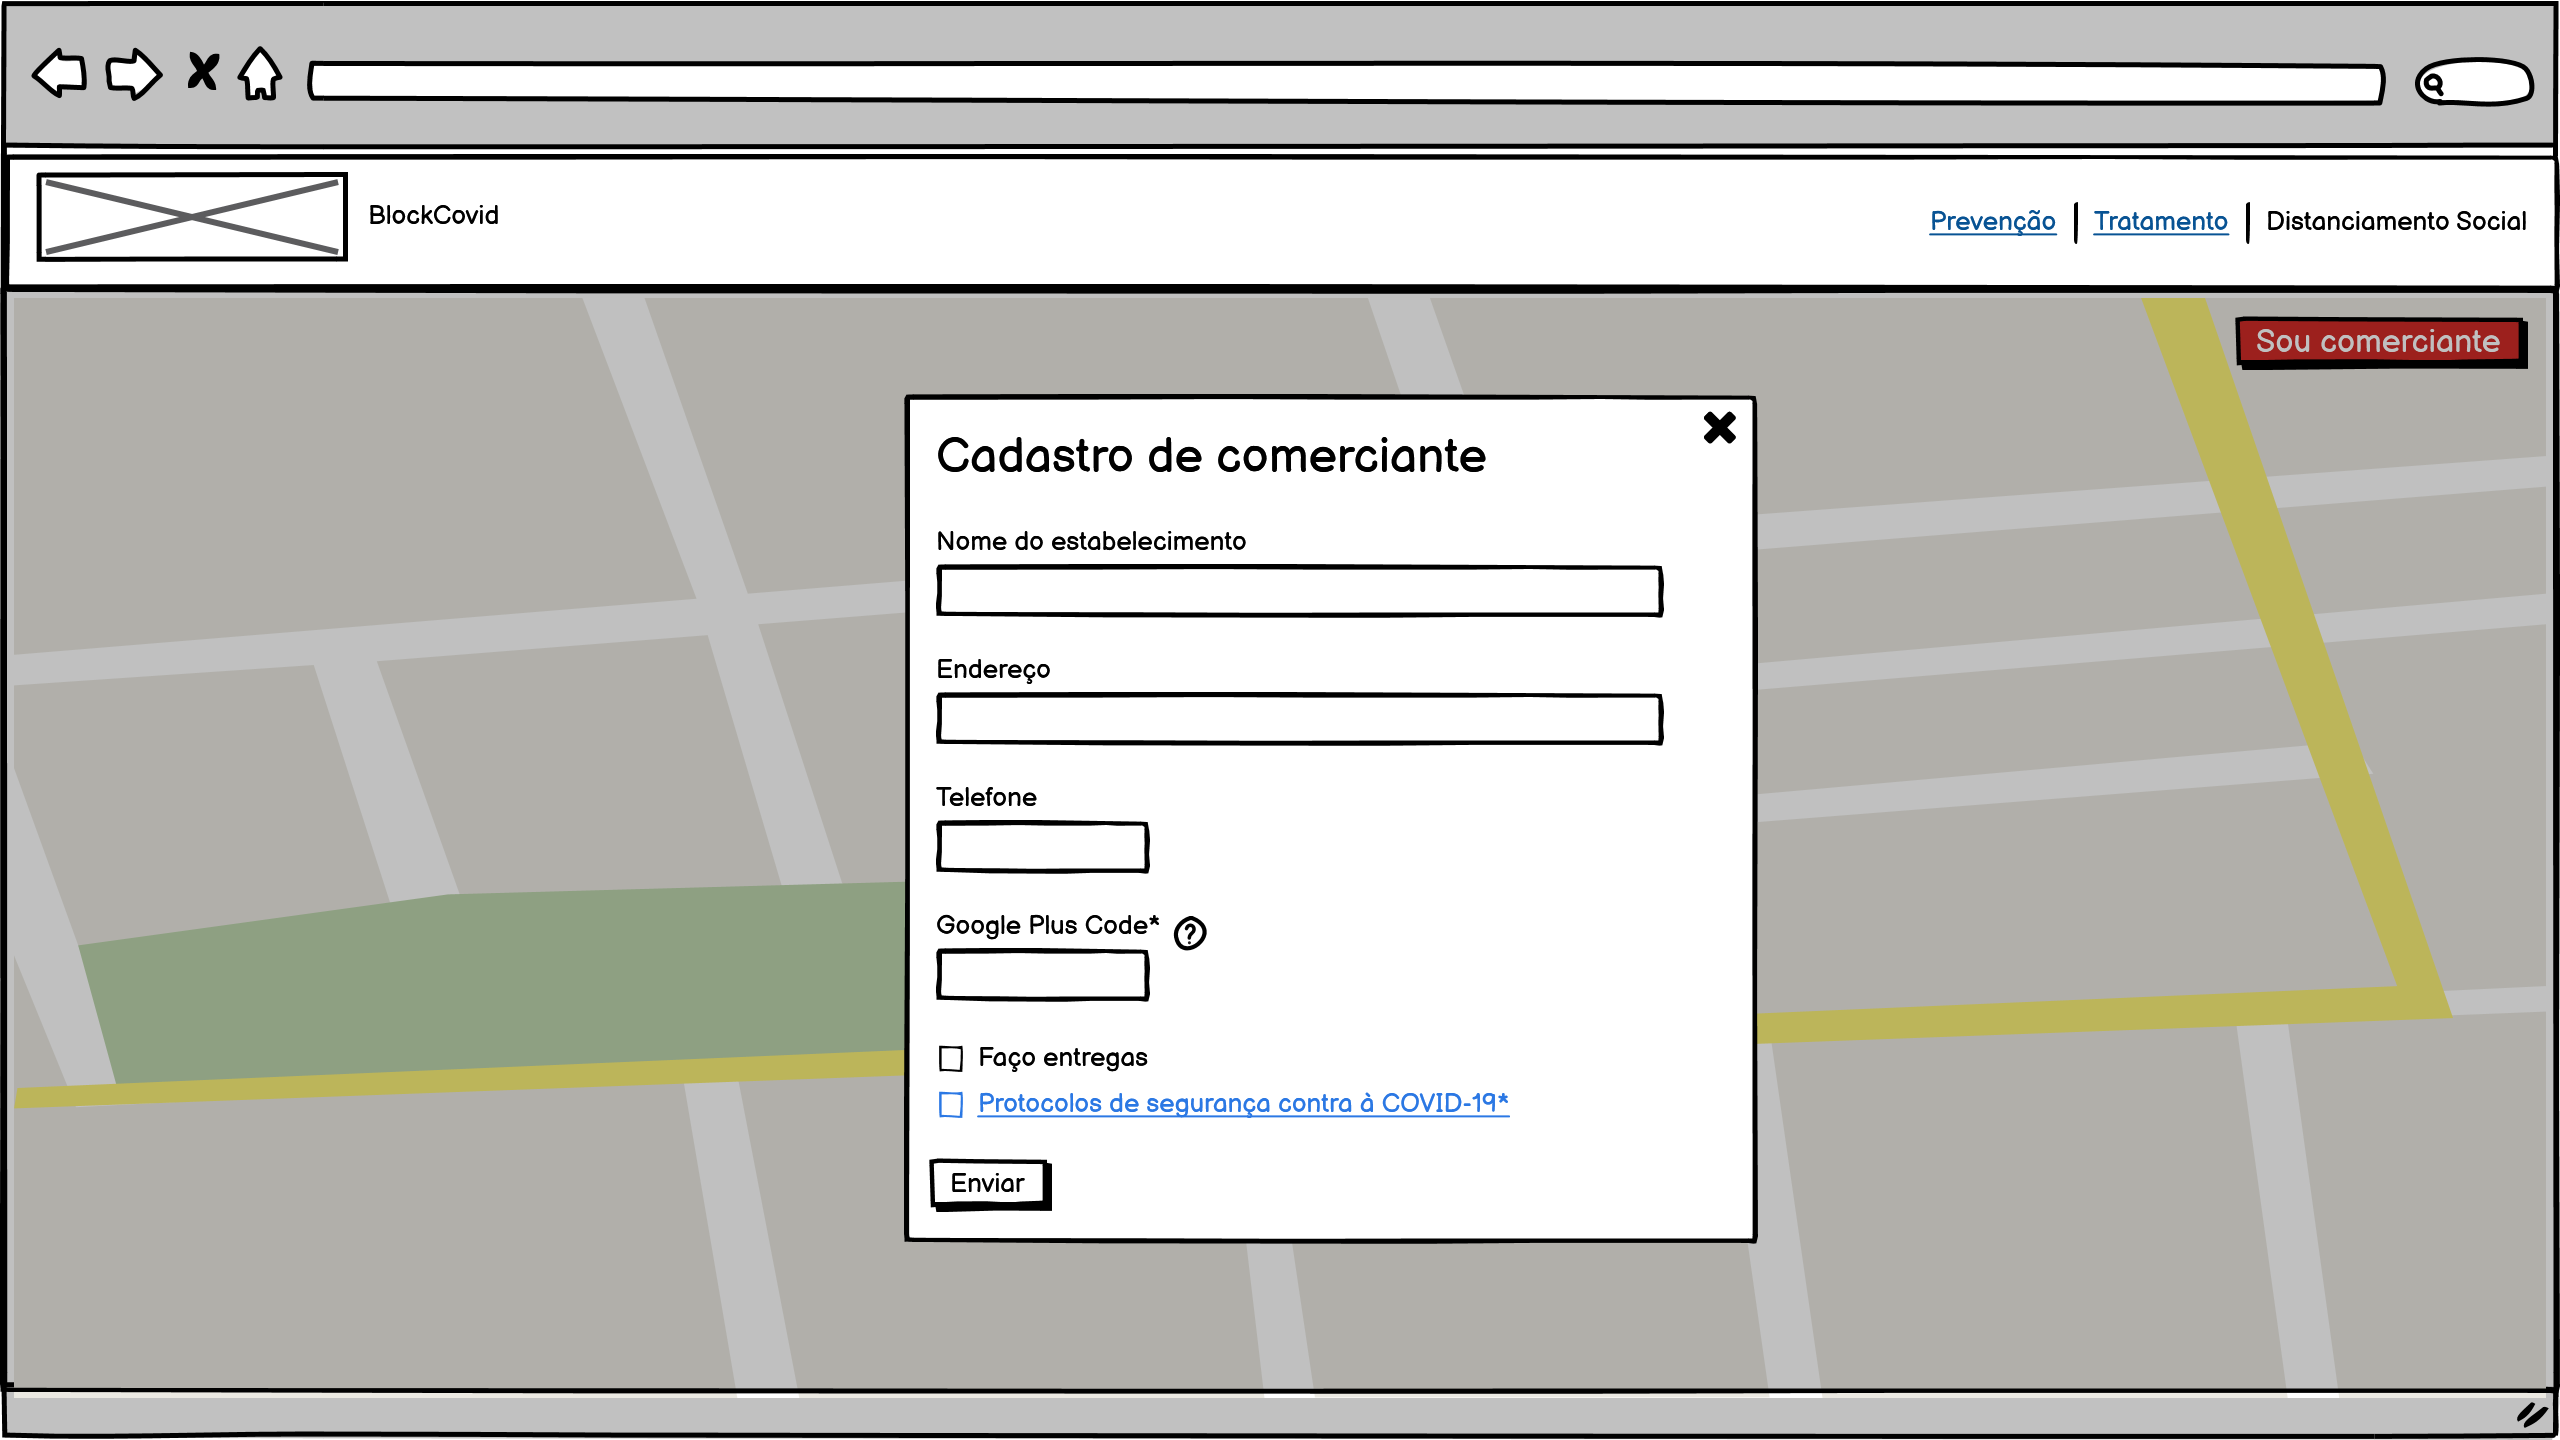 BlockCovid
Prevenção
Tratamento
Distanciamento Social
Sou comerciante
Cadastro de comerciante
Nome do estabelecimento
Endereço
Telefone
Google Plus Code* ?
Faço entregas
Protocolos de segurança contra à COVID-19*
Enviar